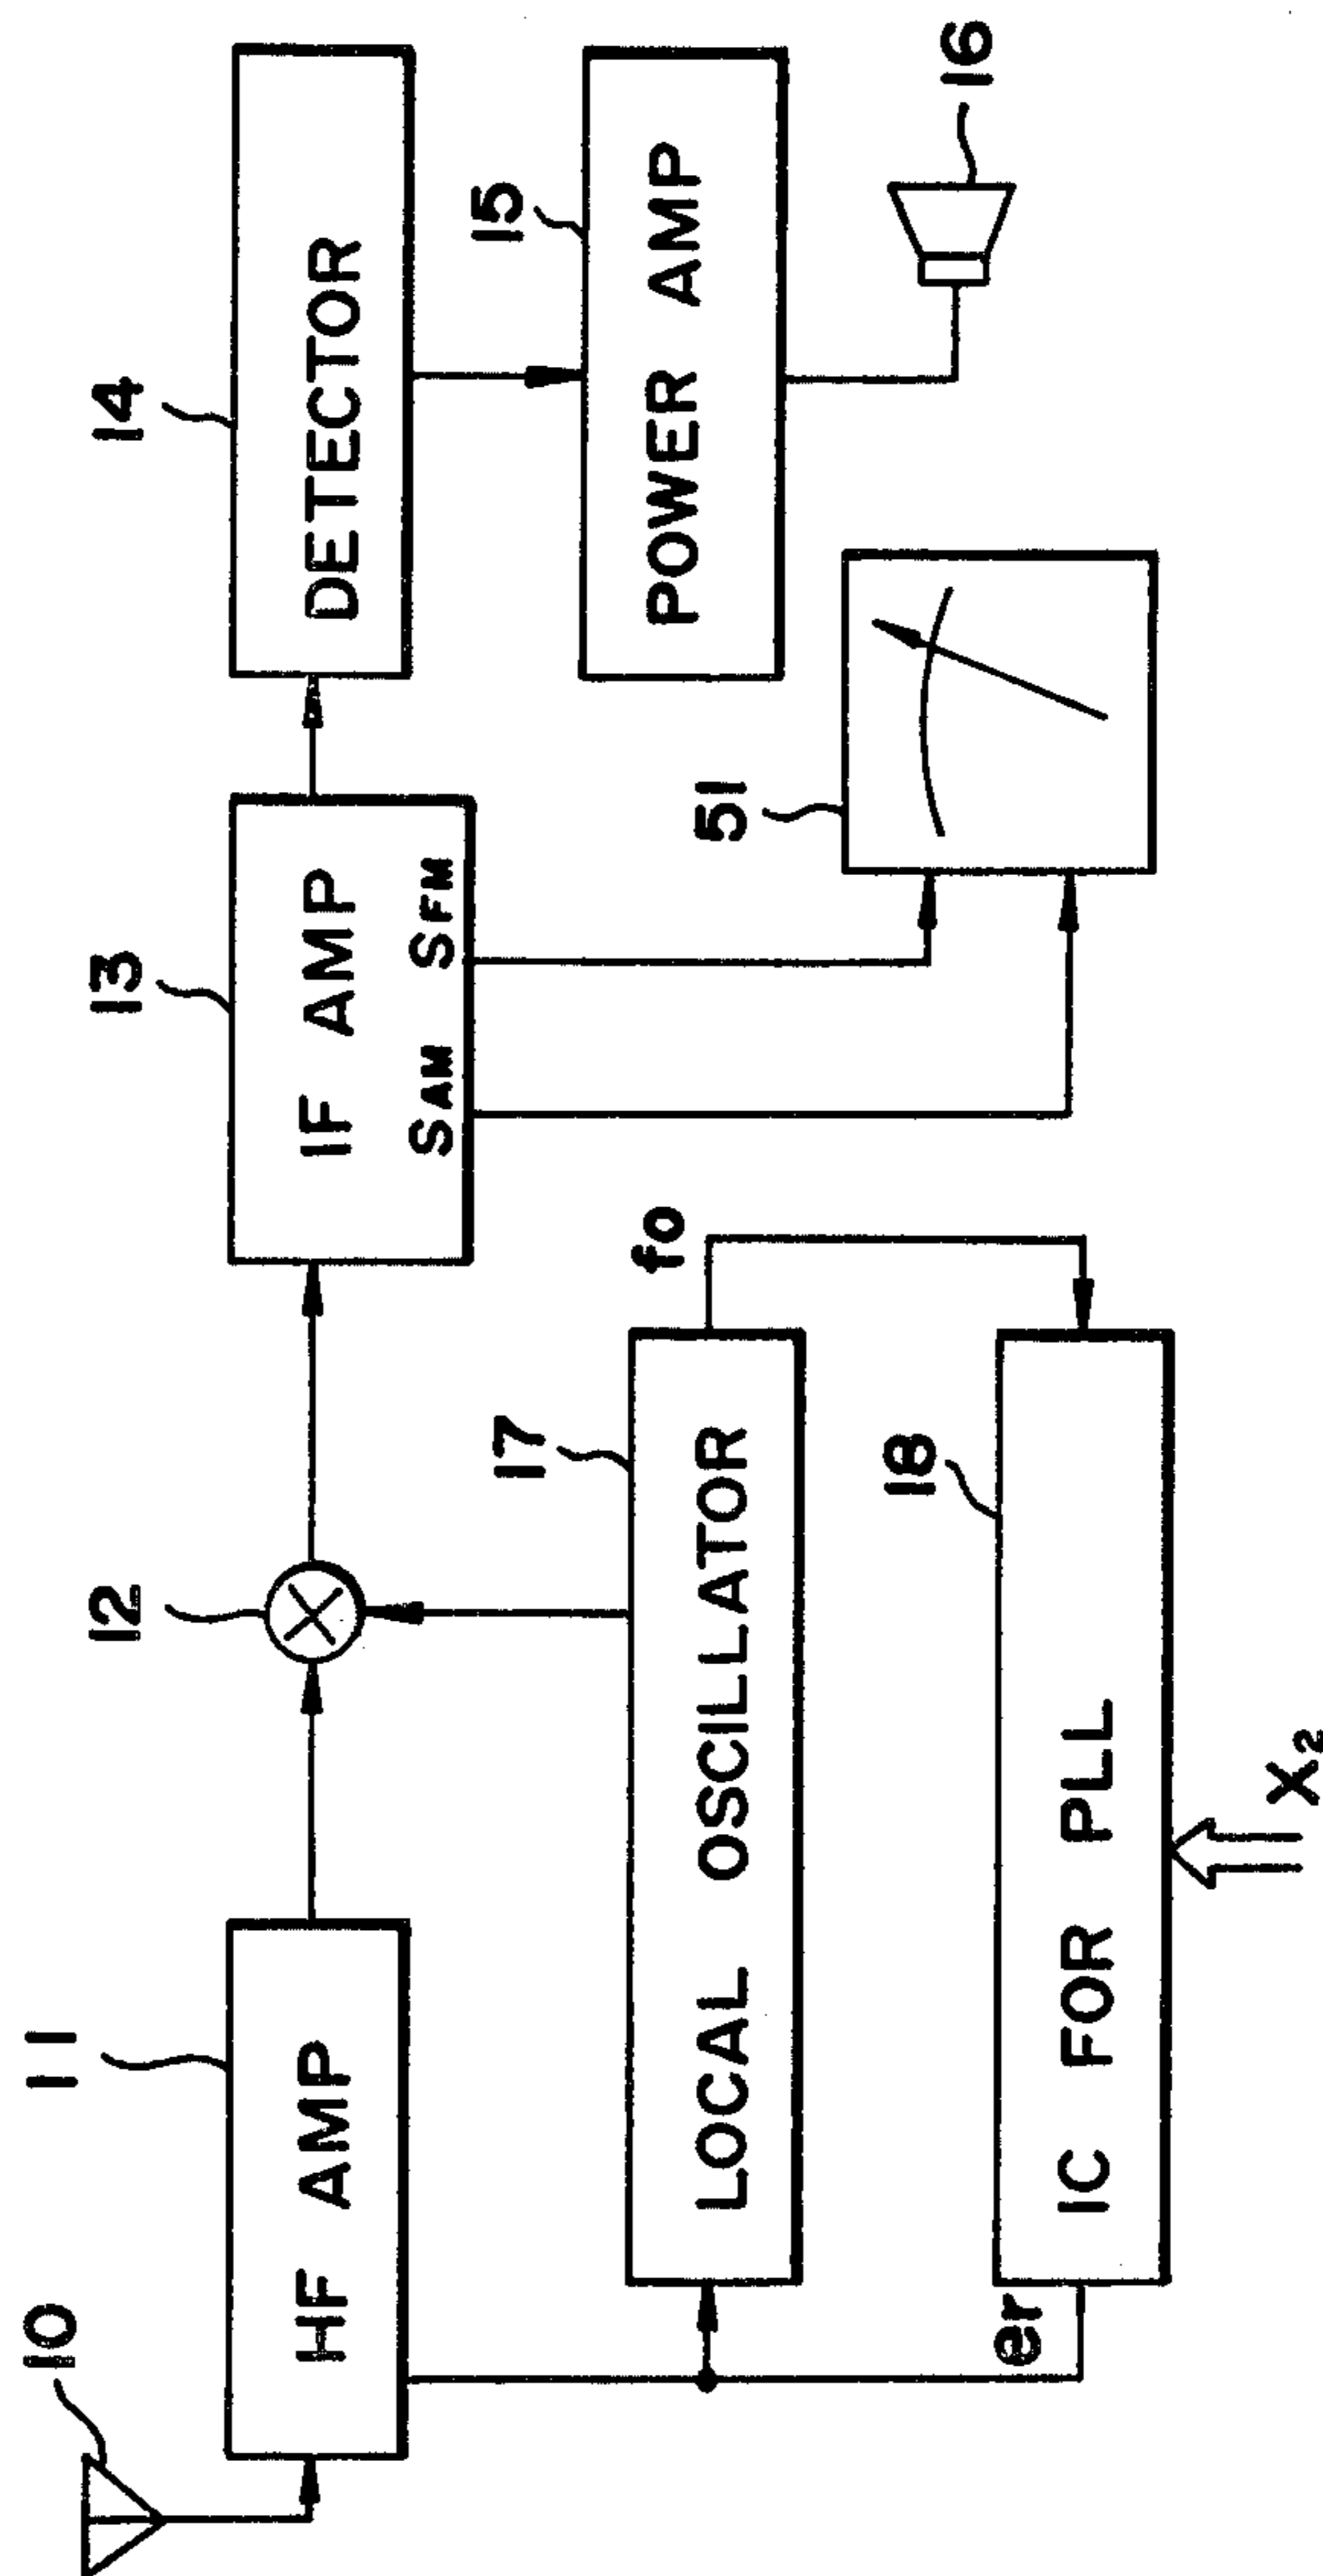 10
11
HF AMP
12
13
IF AMP
SAM SFM
14
DETECTOR
15
POWER AMP
16
51
17
LOCAL OSCILLATOR
fo
18
IC FOR PLL
er
X₂